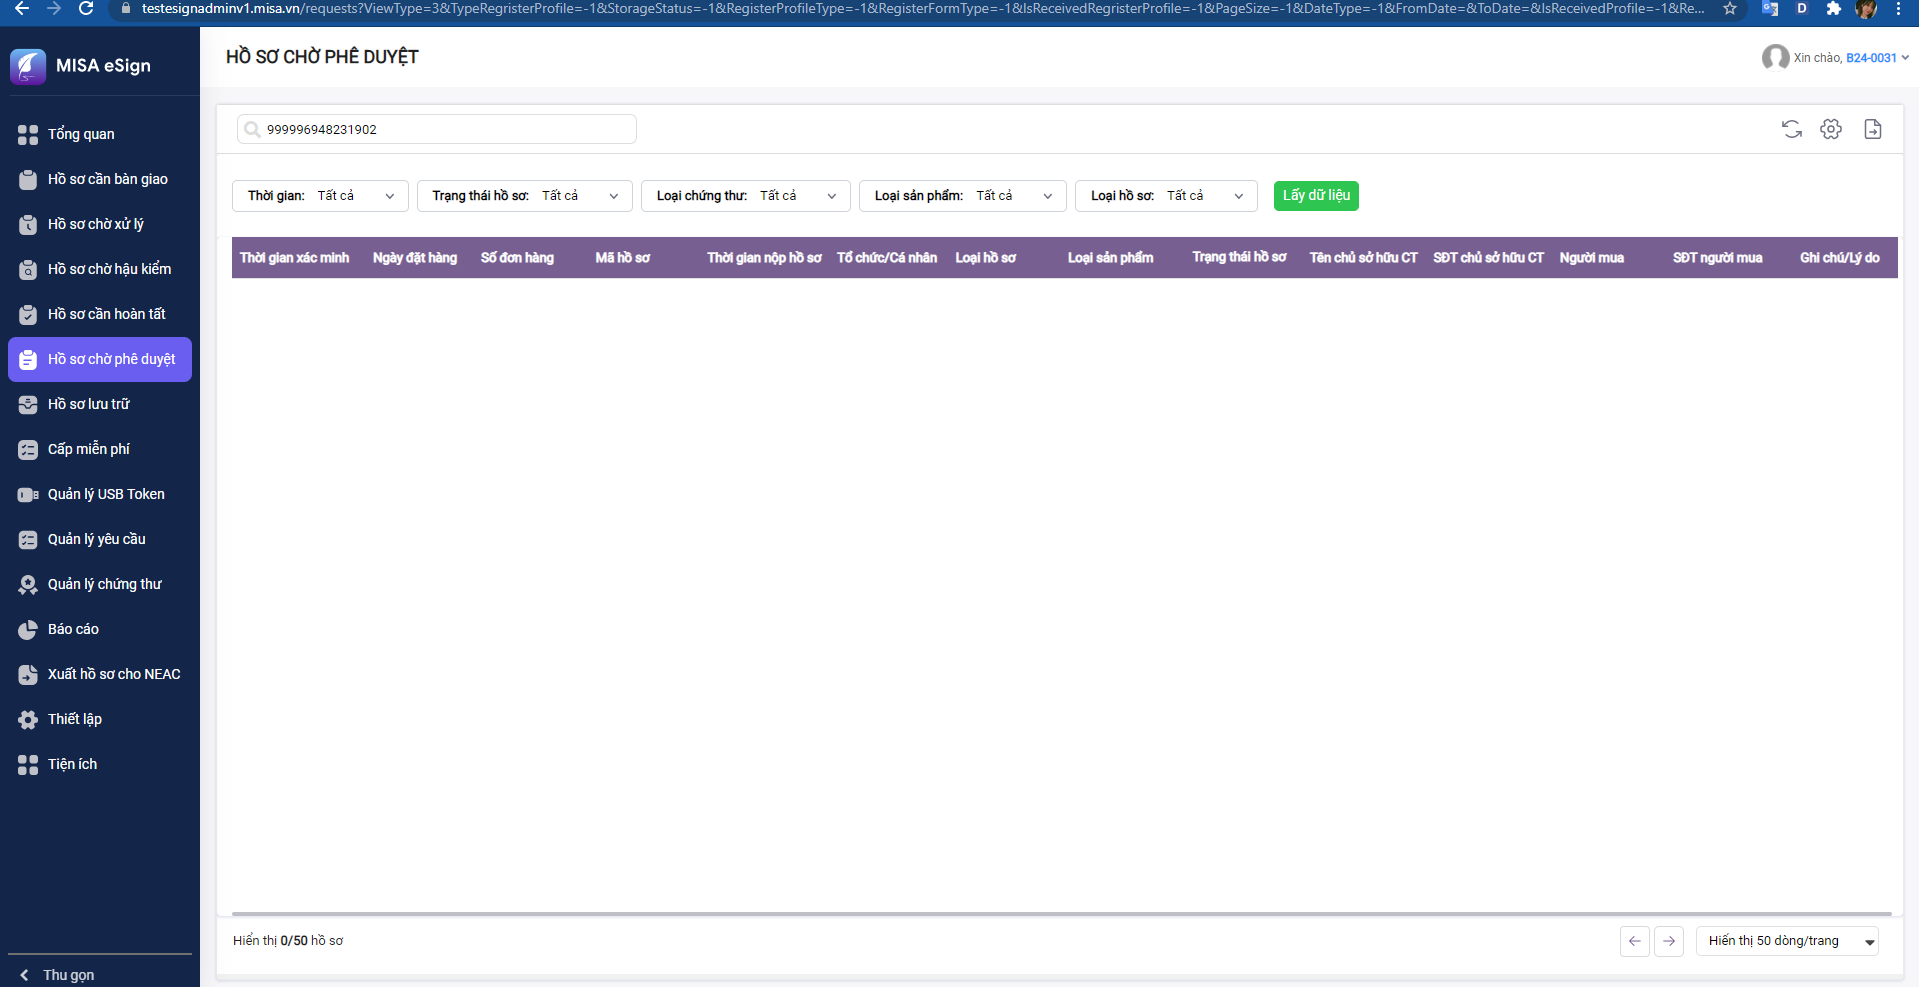 testesignadminv1.misa.vn/requests?ViewType=3&TypeRegristerProfile=-1&StorageStatus=-1&RegisterProfileType=-1&RegisterFormType=-1&IsReceivedRegristerProfile=-1&PageSize=-1&DateType=-1&FromDate=&ToDate=&IsReceivedProfile=-1&Re...
MISA eSign
HỒ SƠ CHỜ PHÊ DUYỆT
Xin chào, B24-0031
Tổng quan
Hồ sơ cần bàn giao
Hồ sơ chờ xử lý
Hồ sơ chờ hậu kiểm
Hồ sơ cần hoàn tất
Hồ sơ chờ phê duyệt
Hồ sơ lưu trữ
Cấp miễn phí
Quản lý USB Token
Quản lý yêu cầu
Quản lý chứng thư
Báo cáo
Xuất hồ sơ cho NEAC
Thiết lập
Tiện ích
Thu gọn
999996948231902
Thời gian: Tất cả Trạng thái hồ sơ: Tất cả Loại chứng thư: Tất cả Loại sản phẩm: Tất cả Loại hồ sơ: Tất cả Lấy dữ liệu
Thời gian xác minh Ngày đặt hàng Số đơn hàng Mã hồ sơ Thời gian nộp hồ sơ Tổ chức/Cá nhân Loại hồ sơ Loại sản phẩm Trạng thái hồ sơ Tên chủ sở hữu CT SĐT chủ sở hữu CT Người mua SĐT người mua Ghi chú/Lý do
Hiển thị 0/50 hồ sơ
Hiển thị 50 dòng/trang